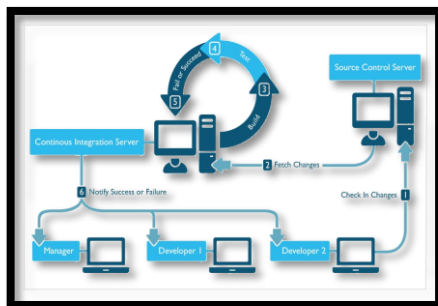 4
Test
Fail or Succeed
Source Control Server
3
5
Build
Continous Integration Server
2 Fetch Changes
6 Notify Success or Failure
Check In Changes 1
Manager
Developer 1
Developer 2